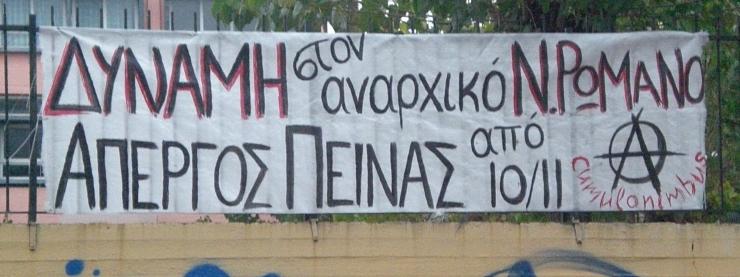 ΔΥΝΑΜΗ στον αναρχικό Ν.ΡΩΜΑΝΟ
ΑΠΕΡΓΟΣ ΠΕΙΝΑΣ από 10/11
cumulonimbus